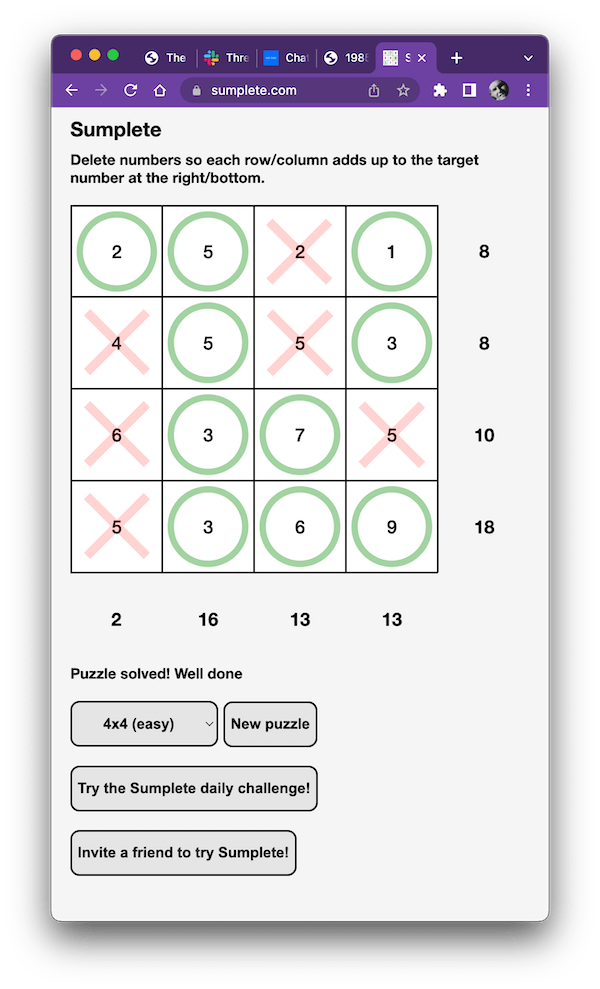 The Thre Cha 198 S
sumplete.com
Sumplete
Delete numbers so each row/column adds up to the target
number at the right/bottom.
2 5 2 1 8
4 5 5 3 8
6 3 7 5 10
5 3 6 9 18
2 16 13 13
Puzzle solved! Well done
4x4 (easy) New puzzle
Try the Sumplete daily challenge!
Invite a friend to try Sumplete!